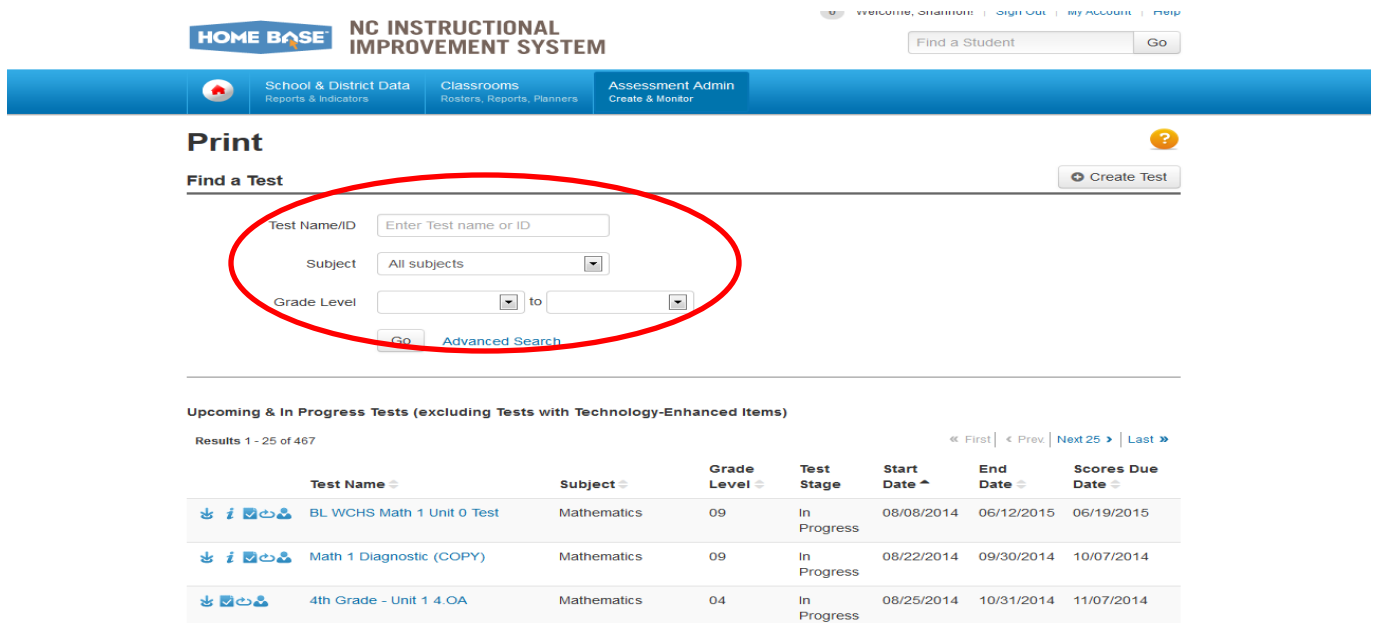 0 Welcome, Shannon! | Sign Out | My Account | Help
HOME BASE
NC INSTRUCTIONAL
IMPROVEMENT SYSTEM
Find a Student Go
School & District Data Classrooms Assessment Admin
Reports & Indicators Rosters, Reports, Planners Create & Monitor
Print ?
Find a Test Create Test
Test Name/ID Enter Test name or ID
Subject All subjects
Grade Level to
Go Advanced Search
Upcoming & In Progress Tests (excluding Tests with Technology-Enhanced Items)
Results 1 - 25 of 467 « First | ‹ Prev. | Next 25 › | Last »
Test Name Subject Grade Level Test Stage Start Date End Date Scores Due Date
i BL WCHS Math 1 Unit 0 Test Mathematics 09 In Progress 08/08/2014 06/12/2015 06/19/2015
i Math 1 Diagnostic (COPY) Mathematics 09 In Progress 08/22/2014 09/30/2014 10/07/2014
4th Grade - Unit 1 4.OA Mathematics 04 In Progress 08/25/2014 10/31/2014 11/07/2014